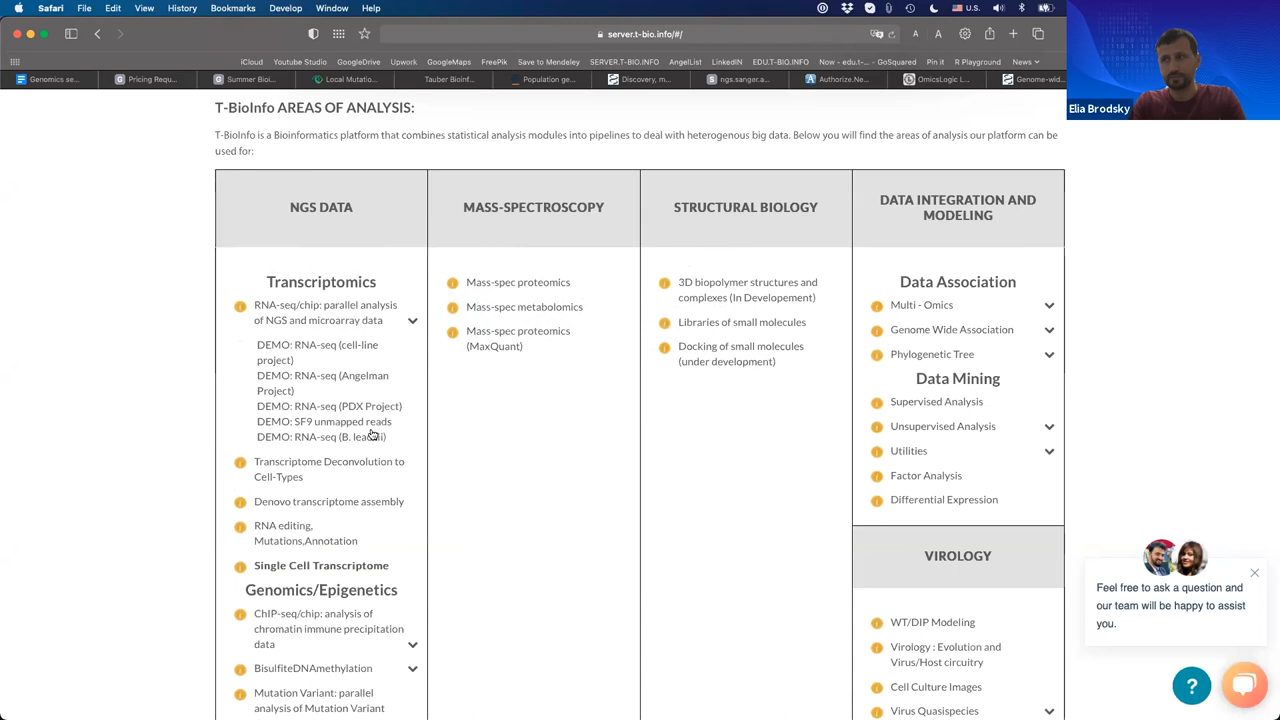 Safari File Edit View History Bookmarks Window Help
U.S.
server.t-bio.info/#/
iCloud Youtube Studio GoogleDrive Upwork GoogleMaps FreePik Save to Mendeley SERVER.T-BIO.INFO AngelList LinkedIN EDU.T-BIO.INFO Now - edu.t-... - GoSquared Pin it R Playground News
Genomics se... Pricing Requ... Summer Bioi... Local Mutatio... Tauber Bioinf... Population ge... Discovery, m... ngs.sanger.a... Authorize.Ne... OmicsLogic L... Genome-wid...
Elia Brodsky
T-BioInfo AREAS OF ANALYSIS:
T-BioInfo is a Bioinformatics platform that combines statistical analysis modules into pipelines to deal with heterogenous big data. Below you will find the areas of analysis our platform can be
used for:
NGS DATA
Transcriptomics
RNA-seq/chip: parallel analysis
of NGS and microarray data
DEMO: RNA-seq (cell-line
project)
DEMO: RNA-seq (Angelman
Project)
DEMO: RNA-seq (PDX Project)
DEMO: SF9 unmapped reads
DEMO: RNA-seq (B.
Transcriptome Deconvolution to
Cell-Types
Denovo transcriptome assembly
RNA editing,
Mutations,Annotation
Single Cell Transcriptome
Genomics/Epigenetics
ChIP-seq/chip: analysis of
chromatin immune precipitation
data
BisulfiteDNAmethylation
Mutation Variant: parallel
analysis of Mutation Variant
MASS-SPECTROSCOPY
Mass-spec proteomics
Mass-spec metabolomics
Mass-spec proteomics
(MaxQuant)
STRUCTURAL BIOLOGY
3D biopolymer structures and
complexes (In Developement)
Libraries of small molecules
Docking of small molecules
(under development)
DATA INTEGRATION AND
MODELING
Data Association
Multi - Omics
Genome Wide Association
Phylogenetic Tree
Data Mining
Supervised Analysis
Unsupervised Analysis
Utilities
Factor Analysis
Differential Expression
VIROLOGY
WT/DIP Modeling
Virology : Evolution and
Virus/Host circuitry
Cell Culture Images
Virus Quasispecies
Feel free to ask a question and
our team will be happy to assist
you.